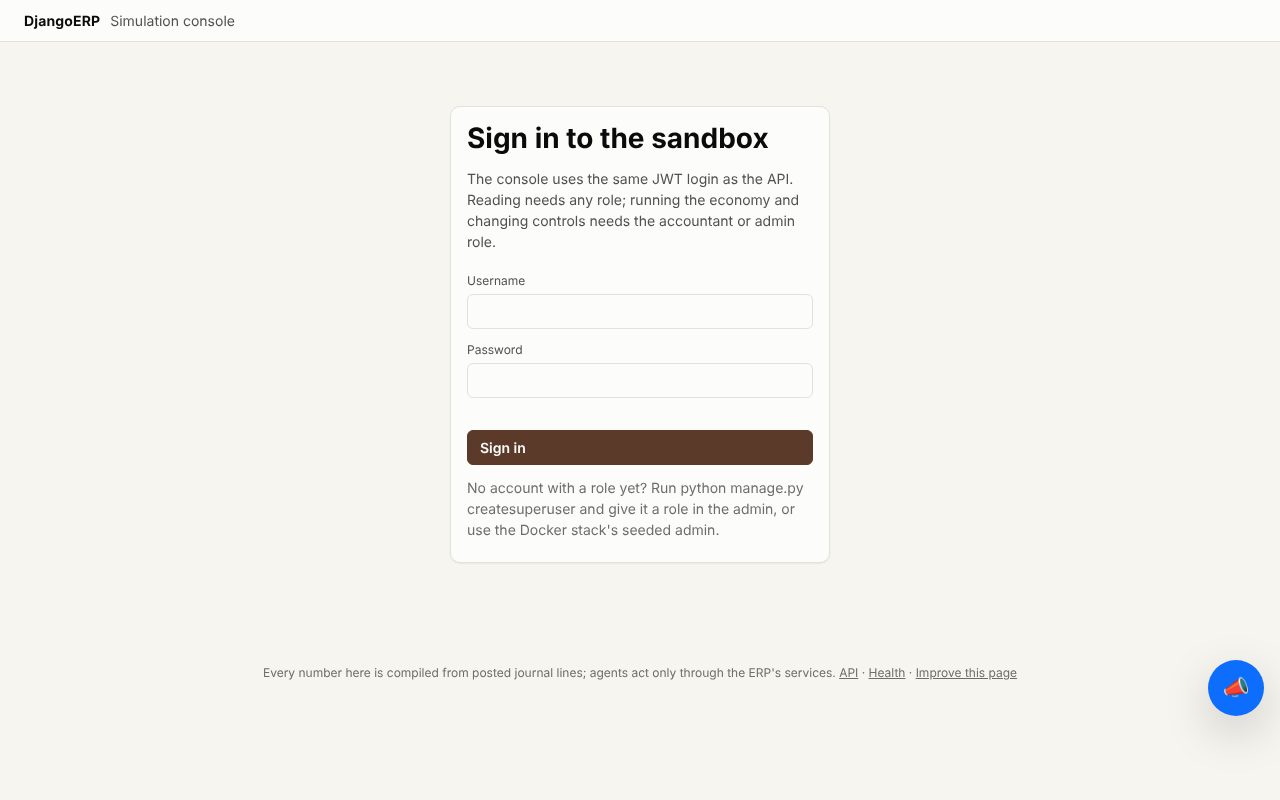 DjangoERP Simulation console
Sign in to the sandbox
The console uses the same JWT login as the API.
Reading needs any role; running the economy and
changing controls needs the accountant or admin
role.
Username
Password
Sign in
No account with a role yet? Run python manage.py
createsuperuser and give it a role in the admin, or
use the Docker stack's seeded admin.
Every number here is compiled from posted journal lines; agents act only through the ERP's services. API · Health · Improve this page